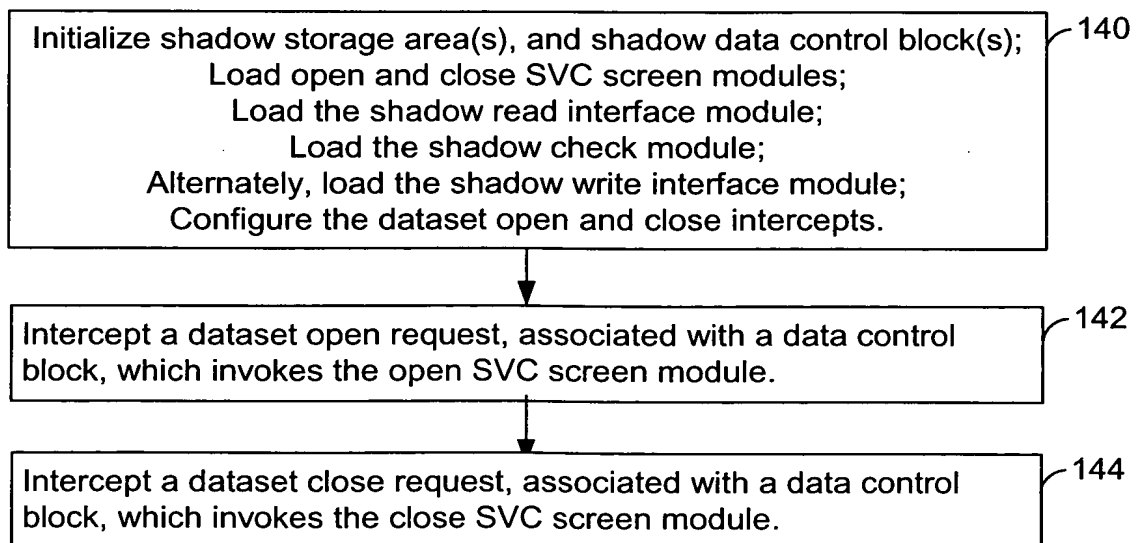 Initialize shadow storage area(s), and shadow data control block(s);
140
Load open and close SVC screen modules;
Load the shadow read interface module;
Load the shadow check module;
Alternately, load the shadow write interface module;
Configure the dataset open and close intercepts.
142
Intercept a dataset open request, associated with a data control
block, which invokes the open SVC screen module.
144
Intercept a dataset close request, associated with a data control
block, which invokes the close SVC screen module.